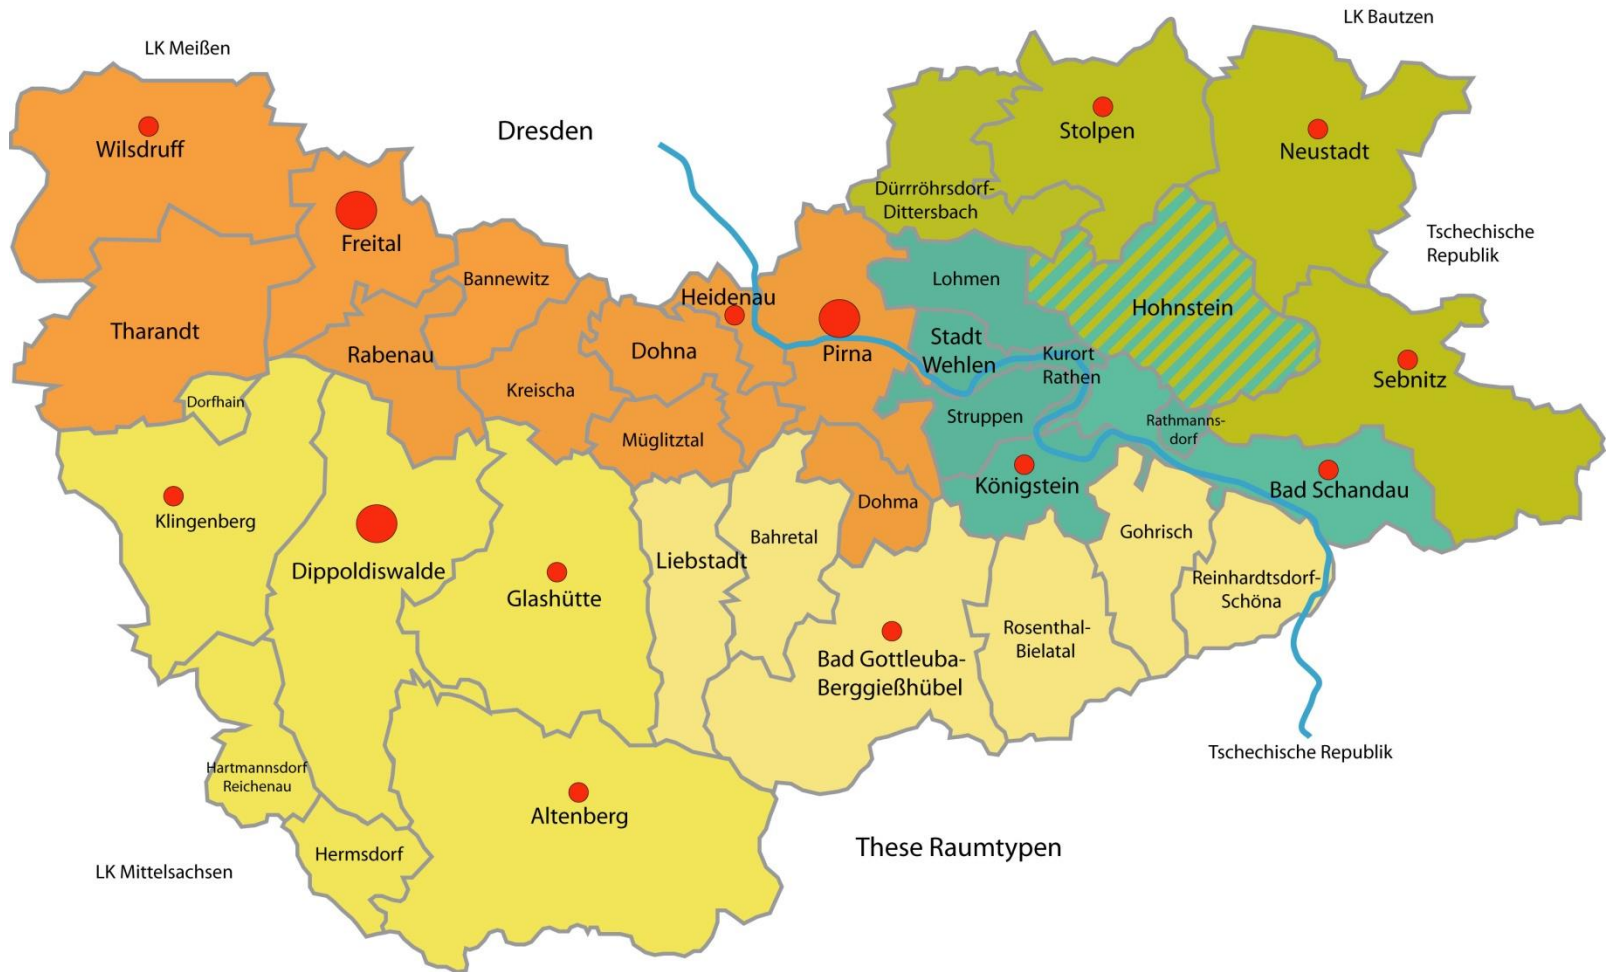 LK Bautzen
LK Meißen
Dresden
Wilsdruff
Stolpen
Neustadt
Dürrröhrsdorf-
Dittersbach
Freital
Tschechische
Republik
Bannewitz
Lohmen
Heidenau
Hohnstein
Tharandt
Rabenau
Dohna
Pirna
Stadt
Wehlen
Kurort
Rathen
Sebnitz
Dorfhain
Kreischa
Struppen
Rathmanns-
dorf
Müglitztal
Königstein
Bad Schandau
Klingenberg
Dohma
Bahretal
Gohrisch
Liebstadt
Dippoldiswalde
Glashütte
Reinhardtsdorf-
Schöna
Rosenthal-
Bielatal
Bad Gottleuba-
Berggießhübel
Tschechische Republik
Hartmannsdorf
Reichenau
Altenberg
Hermsdorf
These Raumtypen
LK Mittelsachsen